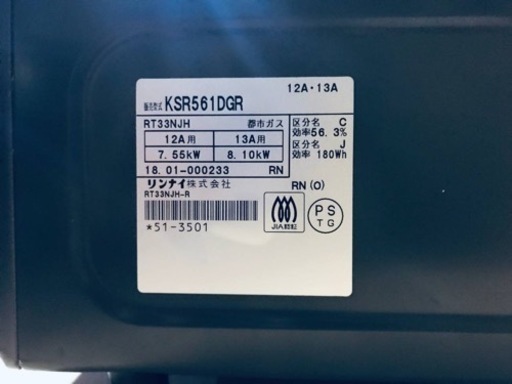 12A・13A
販売型式 KSR561DGR
RT33NJH 都市ガス
12A用 13A用
7.55kW 8.10kW
区分名 C
効率56.3%
区分名 J
効率 180Wh
18.01-000233 RN
リンナイ株式会社
RT33NJH-R
RN(O)
*51-3501
JIA認証
PS
TG